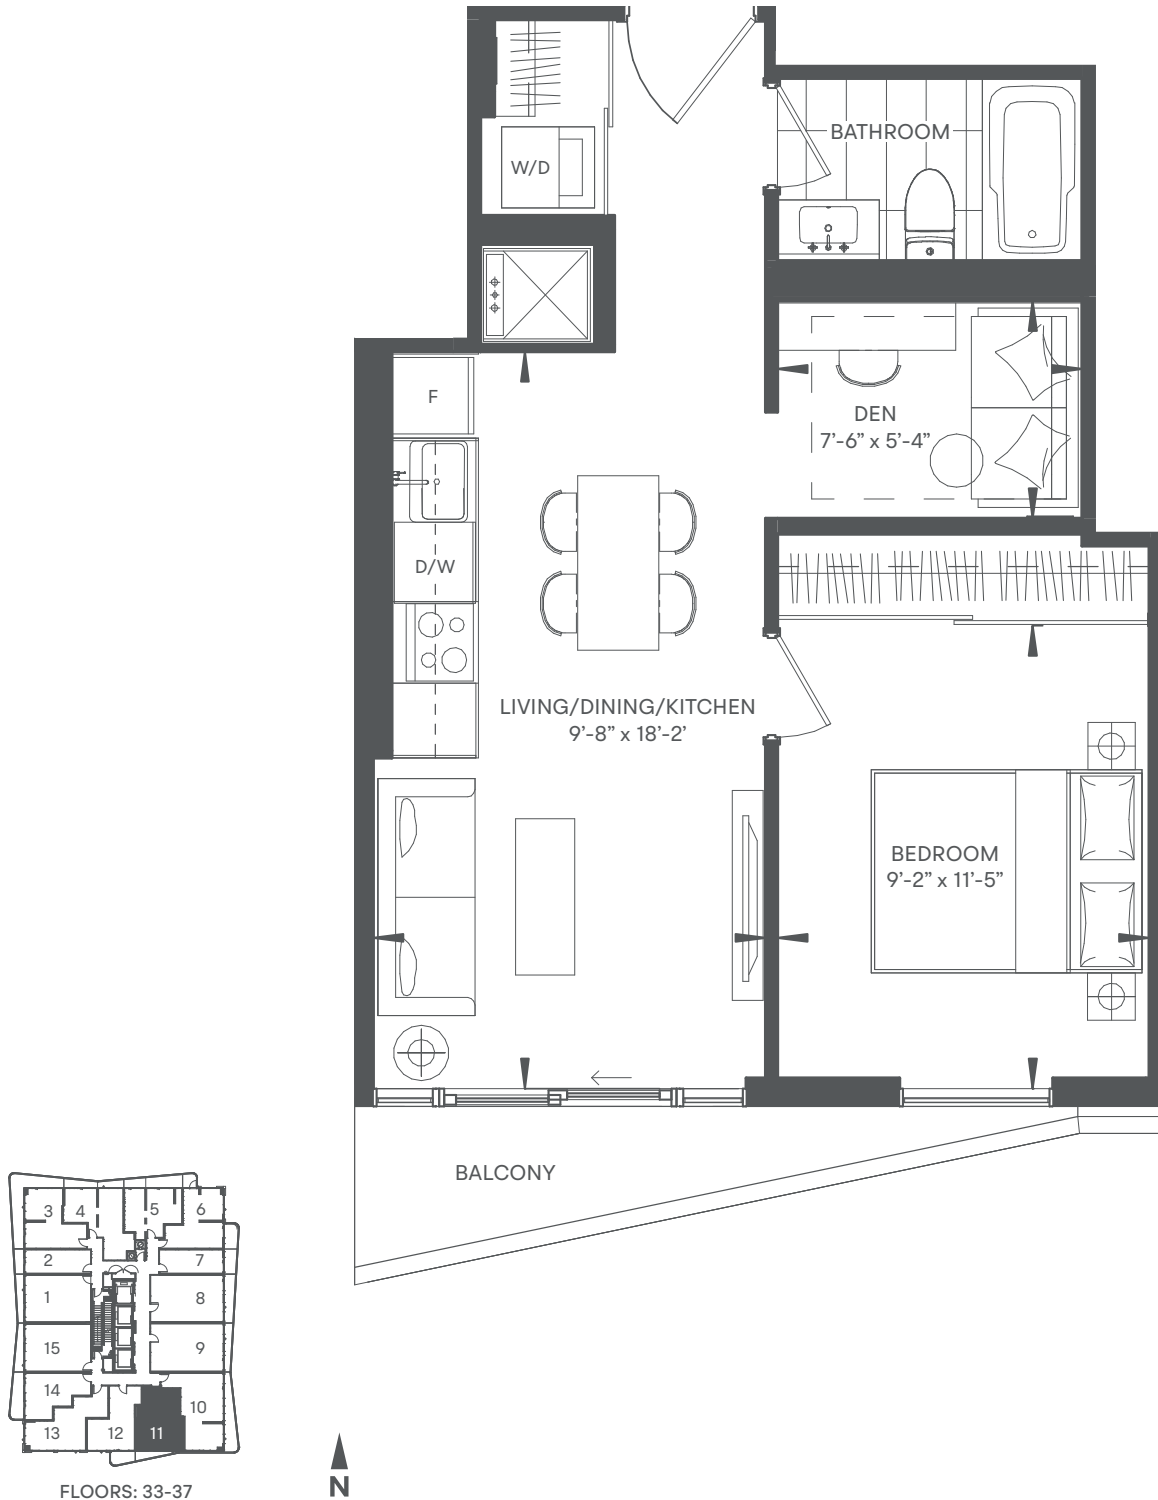 W/D
BATHROOM
F
DEN
7’-6” x 5’-4”
D/W
LIVING/DINING/KITCHEN
9’-8” x 18’-2’
BEDROOM
9’-2” x 11’-5”
BALCONY
3 4 5 6
2 7
1 8
15 9
14 10
13 12 11
FLOORS: 33-37
N